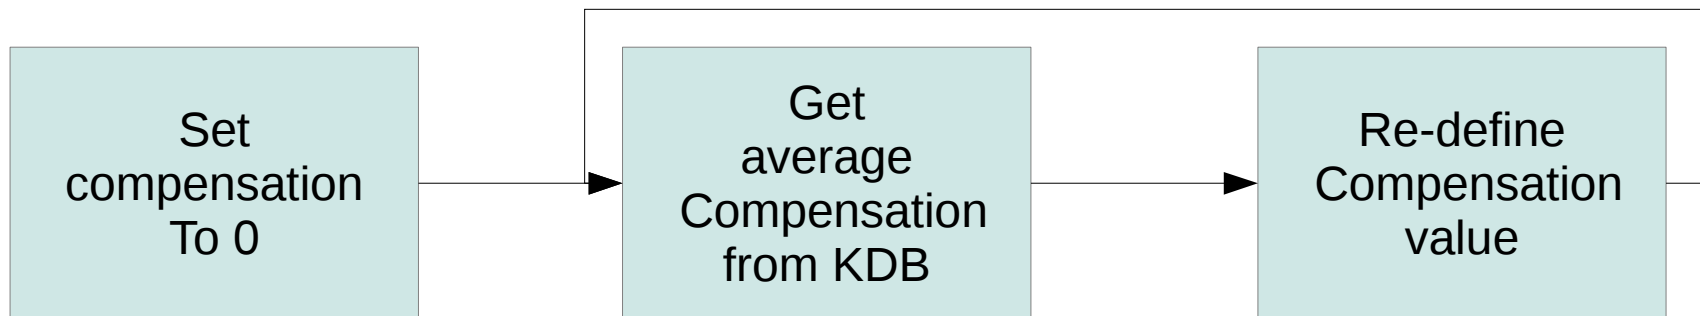 Set
compensation
To 0
Get
average
Compensation
from KDB
Re-define
Compensation
value